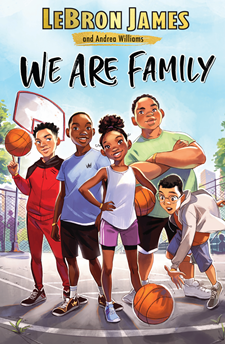 LEBRON JAMES
and Andrea Williams
WE ARE FAMILY